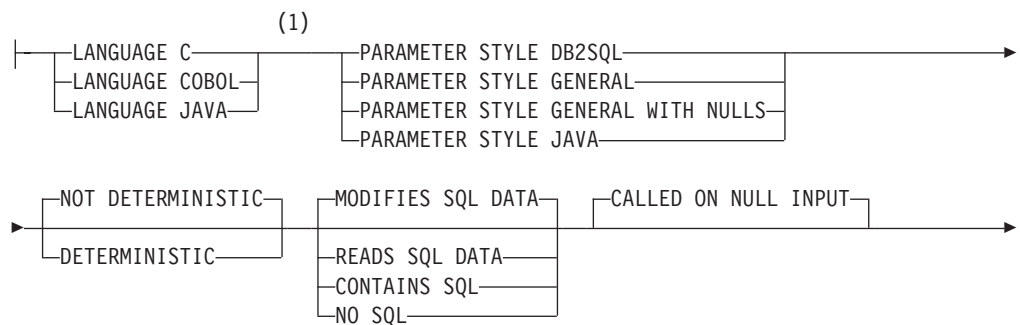 (1)
LANGUAGE C PARAMETER STYLE DB2SQL
LANGUAGE COBOL PARAMETER STYLE GENERAL
LANGUAGE JAVA PARAMETER STYLE GENERAL WITH NULLS
PARAMETER STYLE JAVA
NOT DETERMINISTIC MODIFIES SQL DATA CALLED ON NULL INPUT
DETERMINISTIC READS SQL DATA
CONTAINS SQL
NO SQL